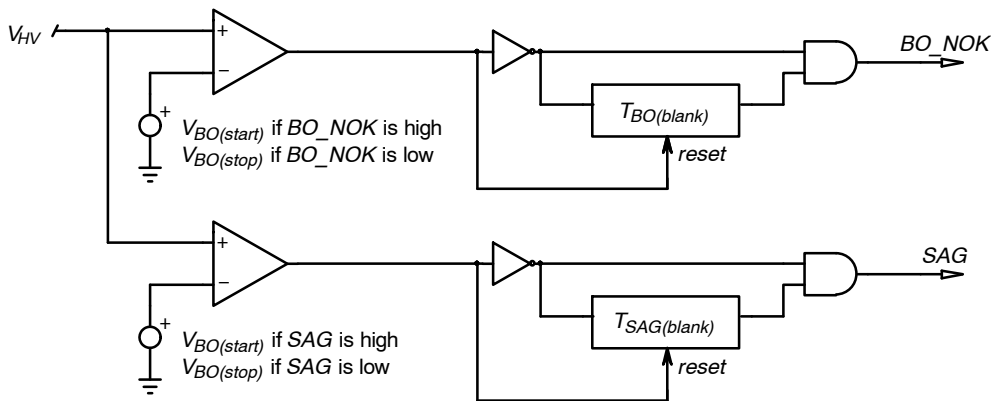 V_HV
+
−
+
V_BO(start) if BO_NOK is high
V_BO(stop) if BO_NOK is low
T_BO(blank)
reset
BO_NOK
+
−
+
V_BO(start) if SAG is high
V_BO(stop) if SAG is low
T_SAG(blank)
reset
SAG